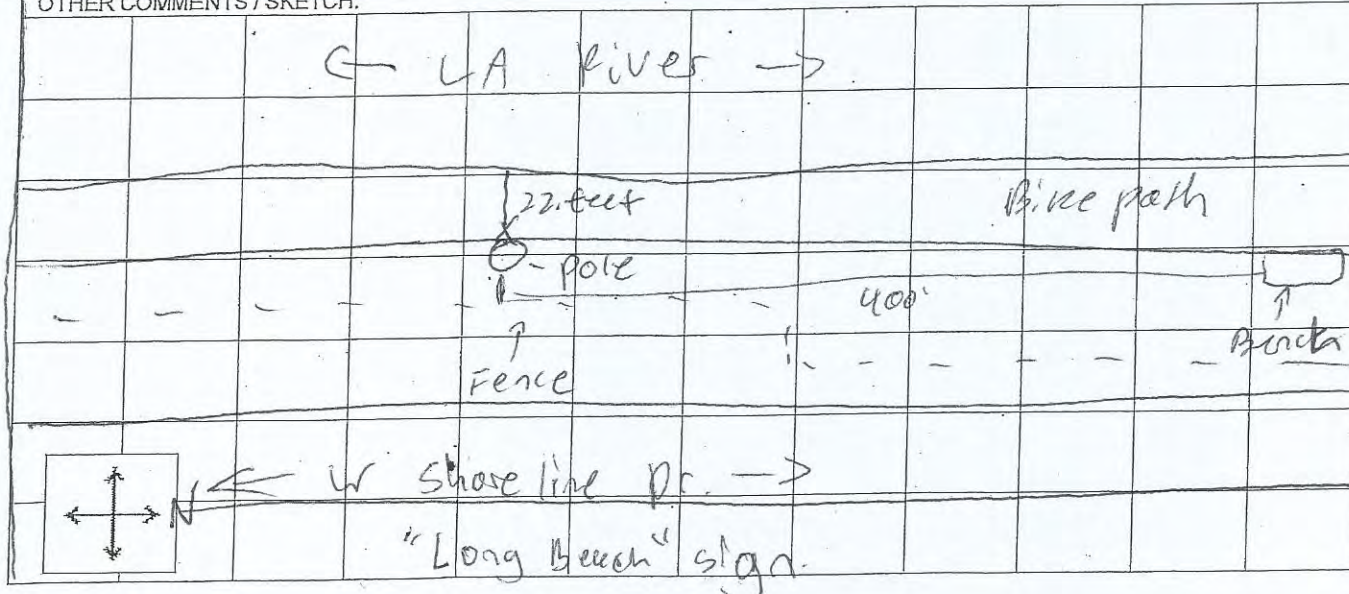 OTHER COMMENTS / SKETCH:
← LA River →
22 feet
Bike path
- pole
400'
Bench
Fence
N
← W Shoreline Dr. →
"Long Beach" sign.